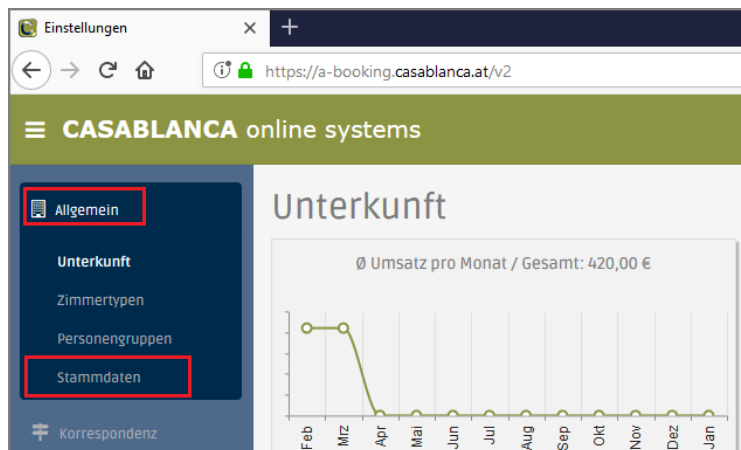 Einstellungen
https://a-booking.casablanca.at/v2
CASABLANCA online systems
Allgemein
Unterkunft
Zimmertypen
Personengruppen
Stammdaten
Korrespondenz
Unterkunft
Ø Umsatz pro Monat / Gesamt: 420,00 €
Feb Mrz Apr Mai Jun Jul Aug Sep Okt Nov Dez Jan